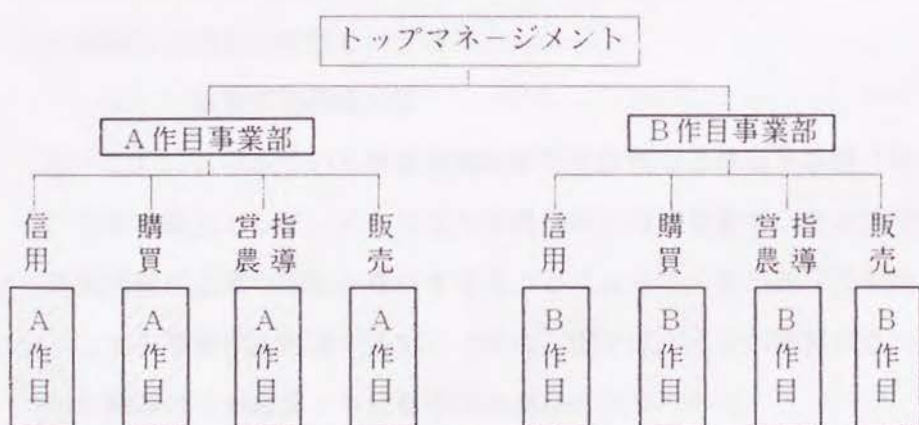 トップマネージメント
A作目事業部
B作目事業部
信用
購買
営農指導
販売
信用
購買
営農指導
販売
A作目
A作目
A作目
A作目
B作目
B作目
B作目
B作目